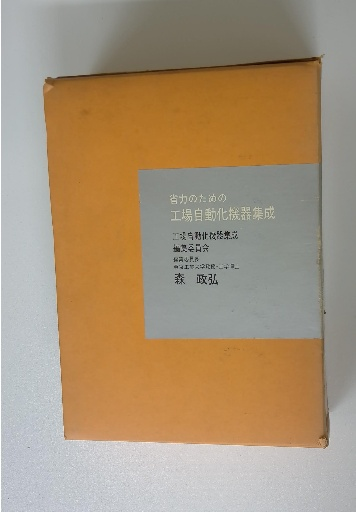 省力のための
工場自動化機器集成
工場自動化機器集成
編集委員会
森 政弘